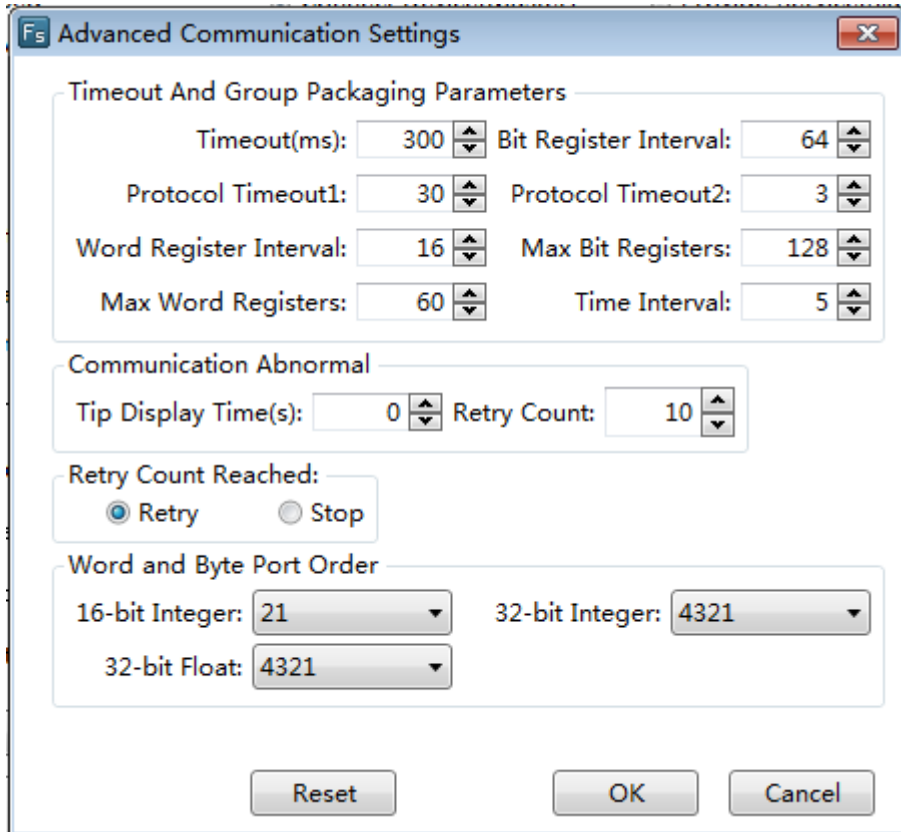 Fs Advanced Communication Settings
Timeout And Group Packaging Parameters
Timeout(ms): 300 Bit Register Interval: 64
Protocol Timeout1: 30 Protocol Timeout2: 3
Word Register Interval: 16 Max Bit Registers: 128
Max Word Registers: 60 Time Interval: 5
Communication Abnormal
Tip Display Time(s): 0 Retry Count: 10
Retry Count Reached:
Retry Stop
Word and Byte Port Order
16-bit Integer: 21 32-bit Integer: 4321
32-bit Float: 4321
Reset OK Cancel